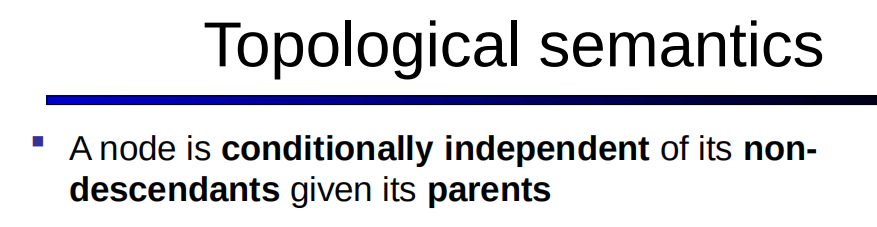 Topological semantics
A node is conditionally independent of its non-
descendants given its parents